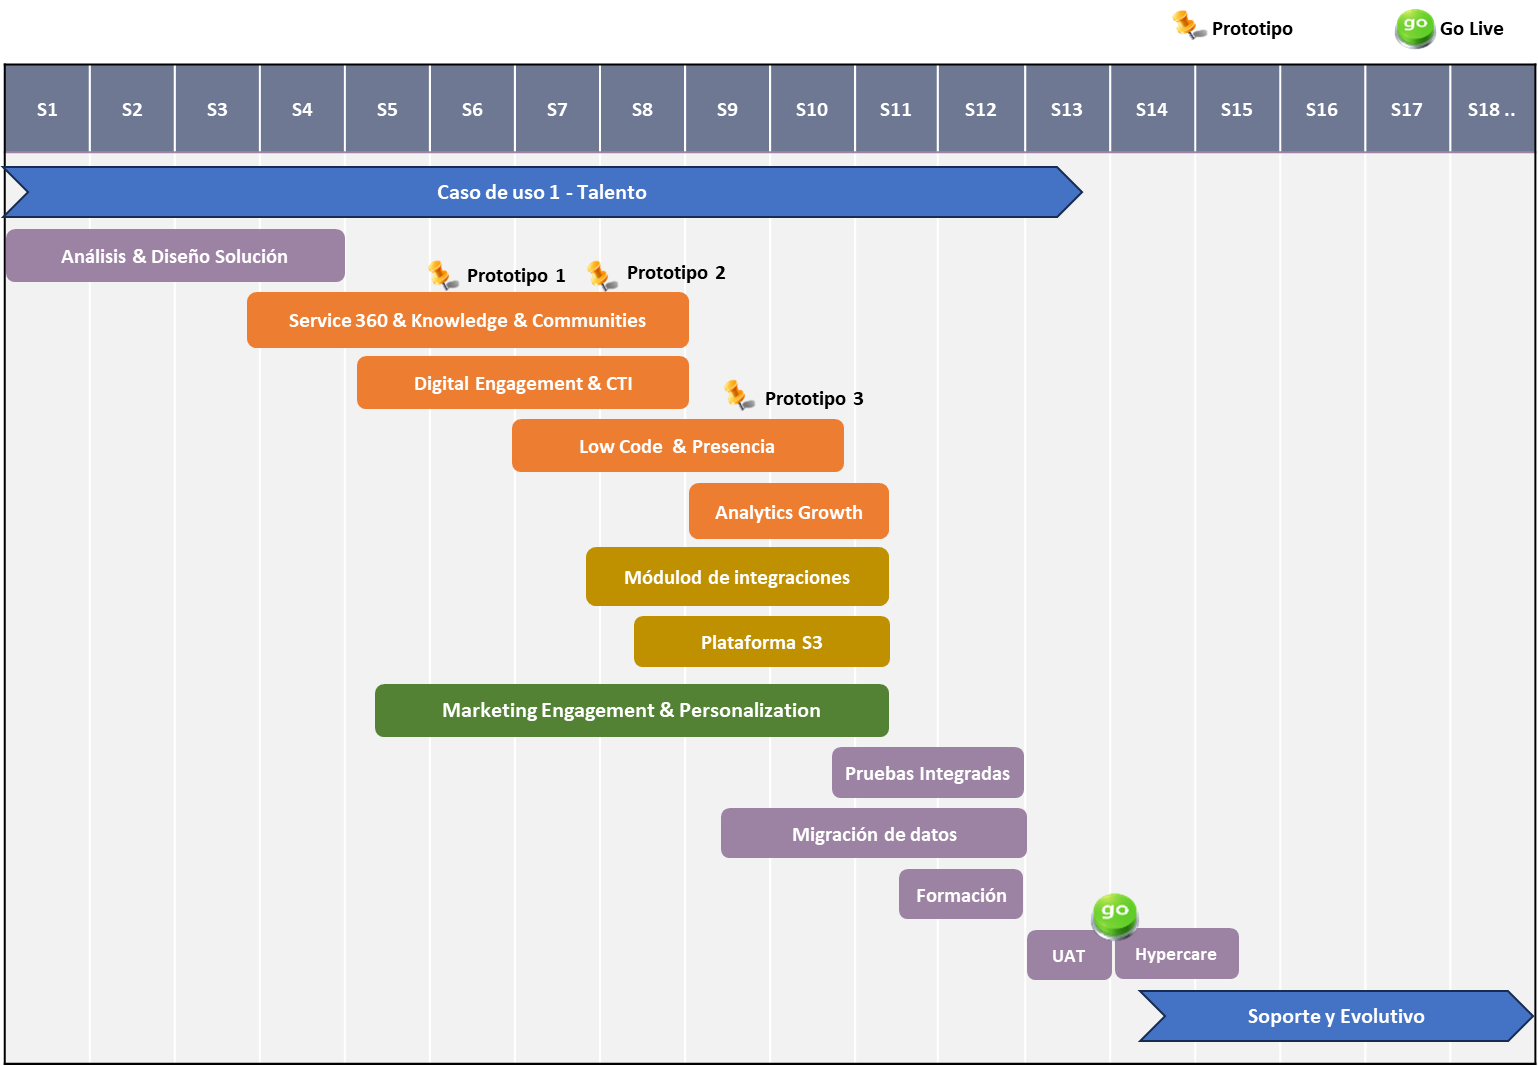 Prototipo
go Go Live
S1 S2 S3 S4 S5 S6 S7 S8 S9 S10 S11 S12 S13 S14 S15 S16 S17 S18 ..
Caso de uso 1 - Talento
Análisis & Diseño Solución
Prototipo 1
Prototipo 2
Service 360 & Knowledge & Communities
Digital Engagement & CTI
Prototipo 3
Low Code & Presencia
Analytics Growth
Módulod de integraciones
Plataforma S3
Marketing Engagement & Personalization
Pruebas Integradas
Migración de datos
Formación
go
UAT
Hypercare
Soporte y Evolutivo